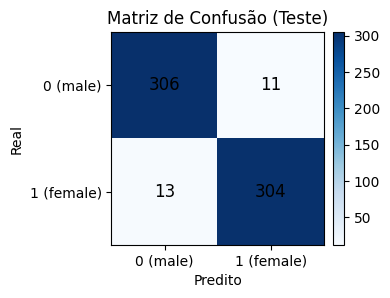 Matriz de Confusão (Teste)
Real
0 (male)
306
11
1 (female)
13
304
0 (male)
1 (female)
Predito
300
250
200
150
100
50